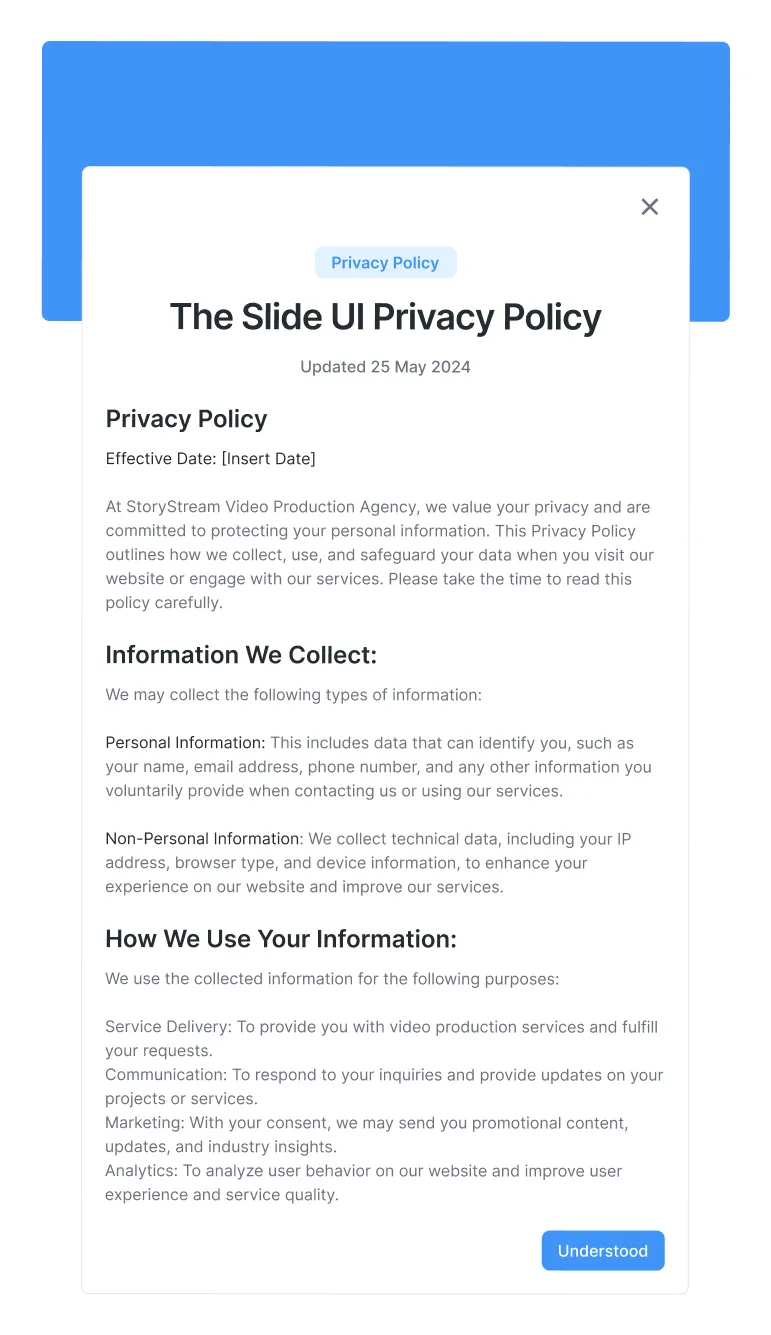 Privacy Policy
The Slide UI Privacy Policy
Updated 25 May 2024
Privacy Policy
Effective Date: [Insert Date]
At StoryStream Video Production Agency, we value your privacy and are
committed to protecting your personal information. This Privacy Policy
outlines how we collect, use, and safeguard your data when you visit our
website or engage with our services. Please take the time to read this
policy carefully.
Information We Collect:
We may collect the following types of information:
Personal Information: This includes data that can identify you, such as
your name, email address, phone number, and any other information you
voluntarily provide when contacting us or using our services.
Non-Personal Information: We collect technical data, including your IP
address, browser type, and device information, to enhance your
experience on our website and improve our services.
How We Use Your Information:
We use the collected information for the following purposes:
Service Delivery: To provide you with video production services and fulfill
your requests.
Communication: To respond to your inquiries and provide updates on your
projects or services.
Marketing: With your consent, we may send you promotional content,
updates, and industry insights.
Analytics: To analyze user behavior on our website and improve user
experience and service quality.
Understood